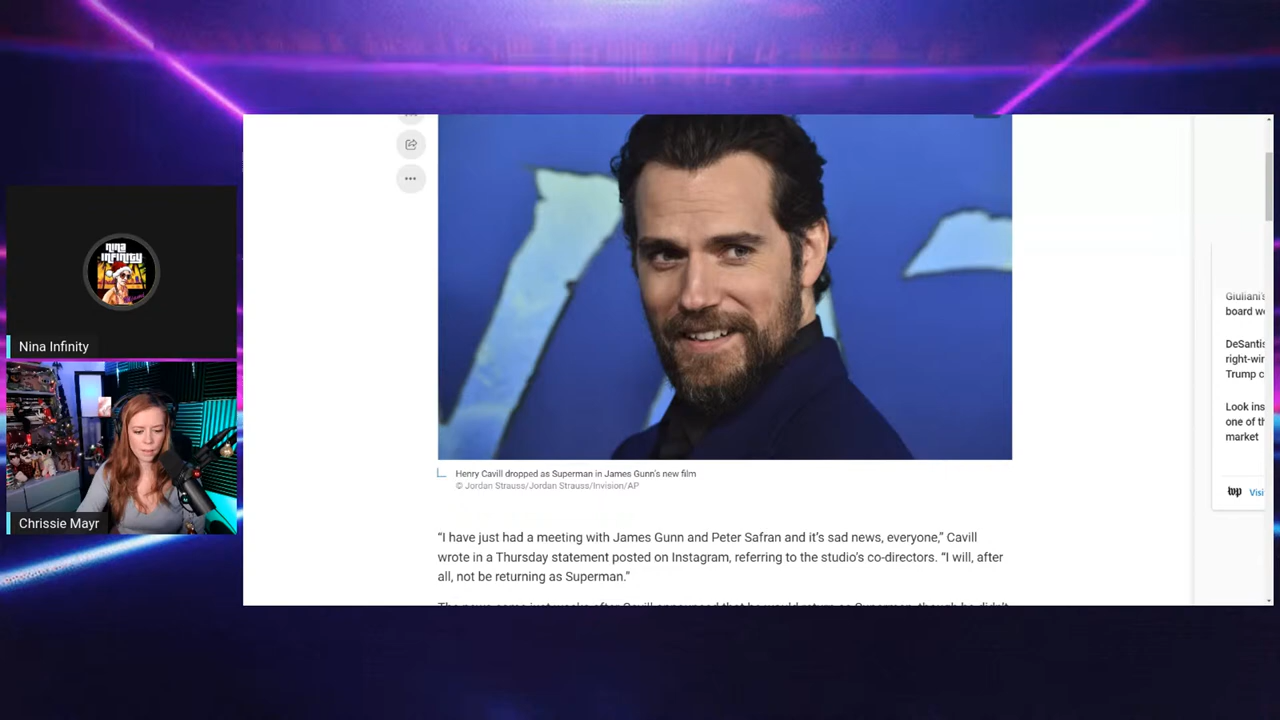 NINA
INFINITY
Nina Infinity
Chrissie Mayr
Henry Cavill dropped as Superman in James Gunn's new film
© Jordan Strauss/Jordan Strauss/Invision/AP
“I have just had a meeting with James Gunn and Peter Safran and it’s sad news, everyone,” Cavill
wrote in a Thursday statement posted on Instagram, referring to the studio’s co-directors. “I will, after
all, not be returning as Superman.”
Giuliani's
board we
DeSantis
right-win
Trump c
Look ins
one of th
market
wp Visi